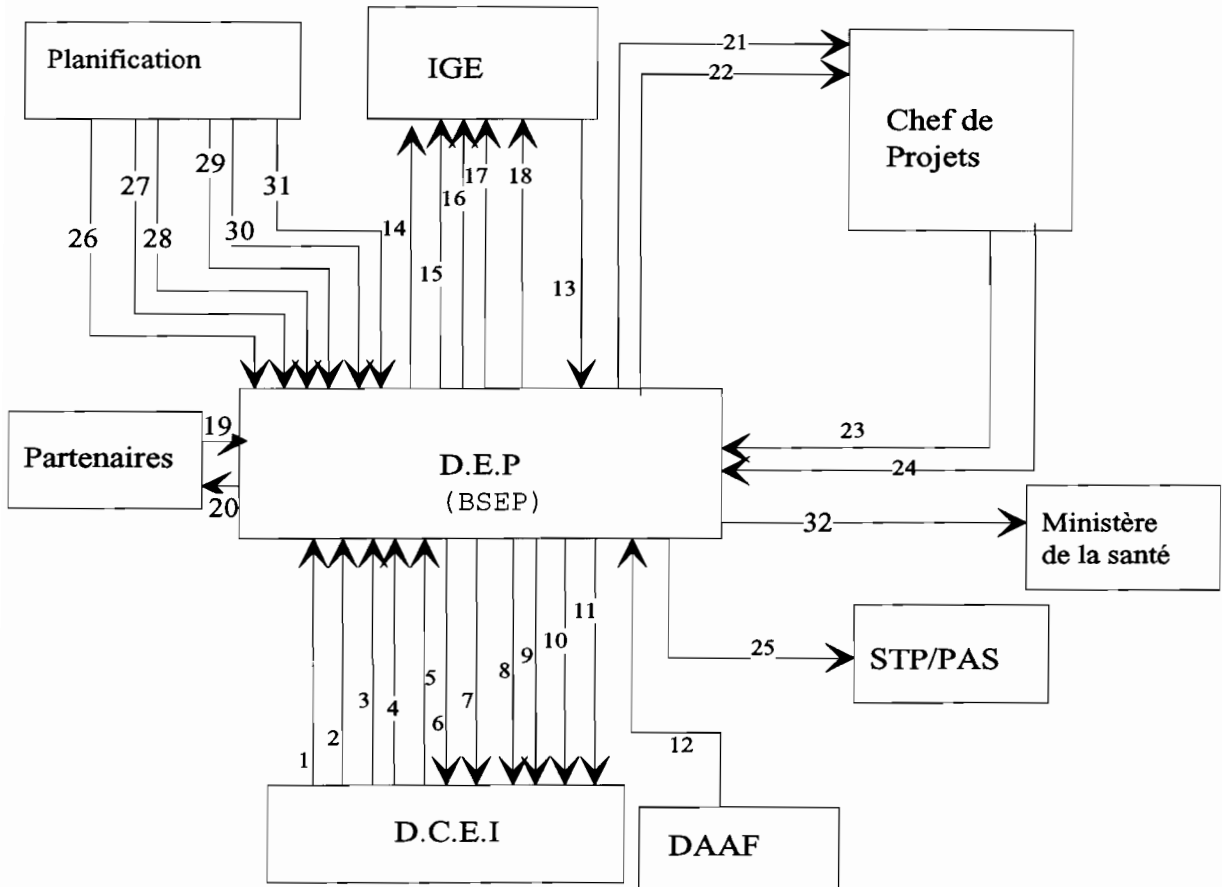 Planification
IGE
Chef de
Projets
21
22
29
27
31
17
18
16
26
28
30
14
15
13
19
Partenaires
20
D.E.P
(BSEP)
23
24
32
Ministère
de la santé
25
STP/PAS
11
10
9
8
7
6
5
4
3
2
1
12
D.C.E.I
DAAF